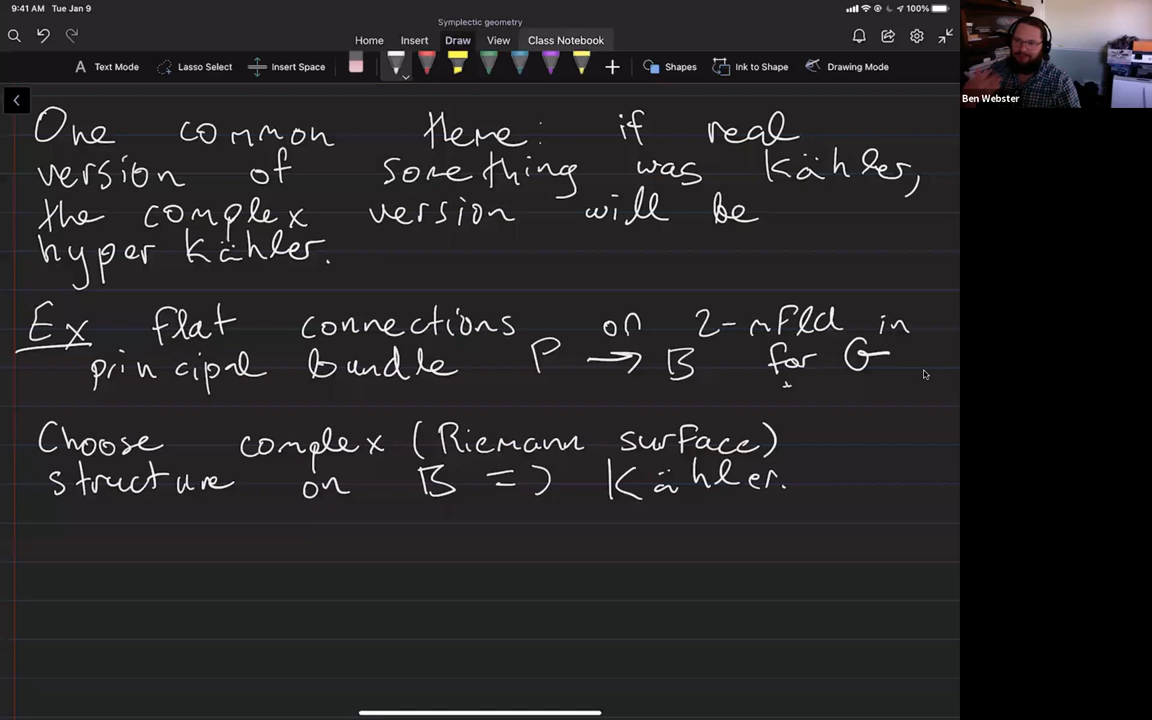 9:41 AM Tue Jan 9
100%
Symplectic geometry
Home Insert Draw View Class Notebook
Text Mode Lasso Select Insert Space Shapes Ink to Shape Drawing Mode
Ben Webster
One common theme: if real
version of something was Kähler,
the complex version will be
hyper Kähler.
Ex flat connections on 2-mfld in
principal bundle P → B for G
Choose complex (Riemann surface)
structure on B => Kähler.